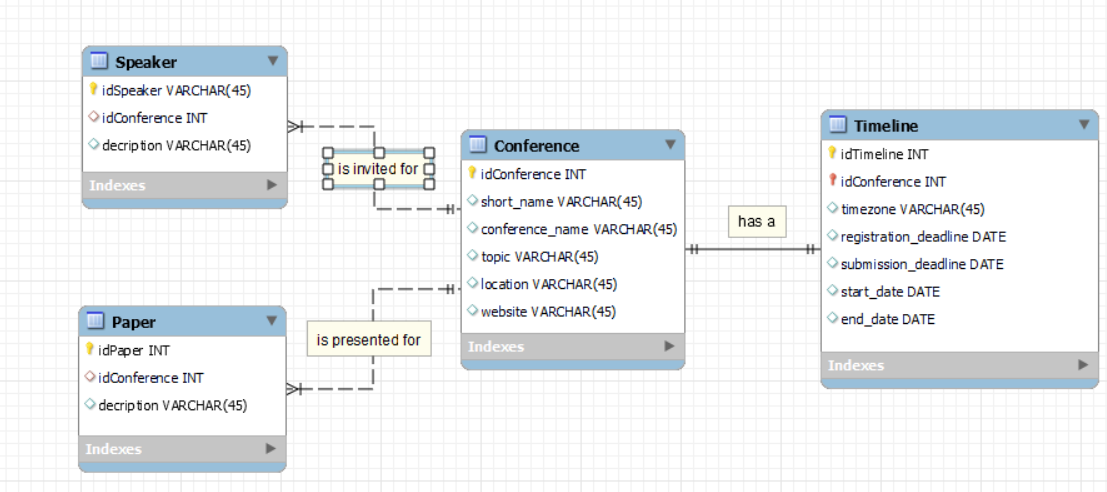 Speaker
idSpeaker VARCHAR(45)
idConference INT
decription VARCHAR(45)
Indexes
is invited for
Conference
idConference INT
short_name VARCHAR(45)
conference_name VARCHAR(45)
topic VARCHAR(45)
location VARCHAR(45)
website VARCHAR(45)
Indexes
has a
Timeline
idTimeline INT
idConference INT
timezone VARCHAR(45)
registration_deadline DATE
submission_deadline DATE
start_date DATE
end_date DATE
Indexes
Paper
idPaper INT
idConference INT
decription VARCHAR(45)
Indexes
is presented for